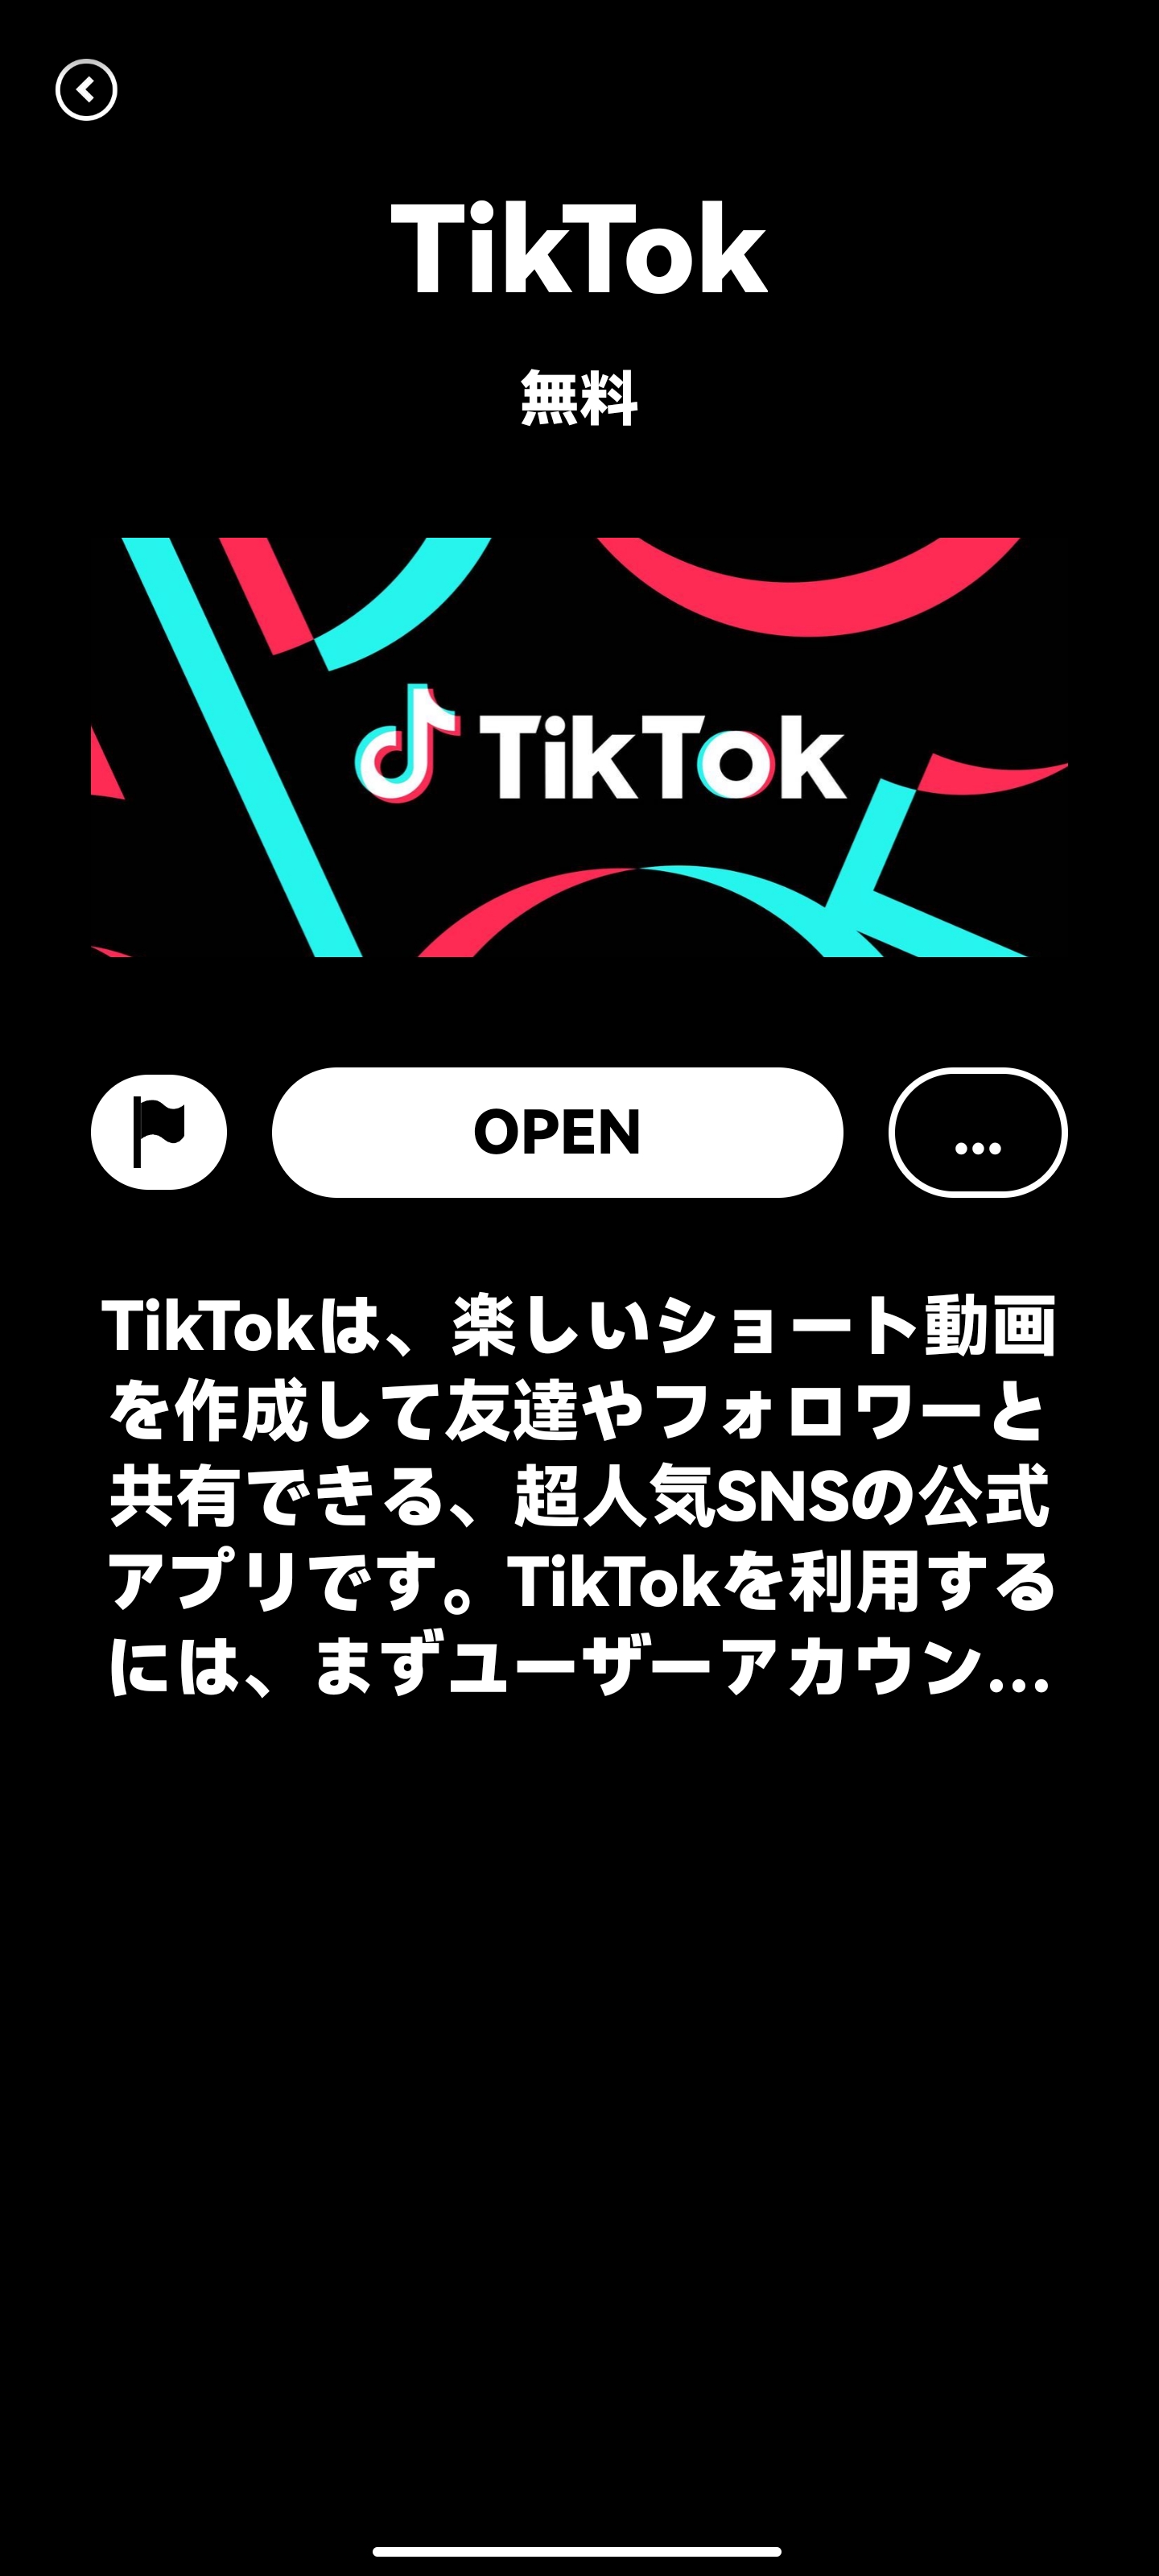 TikTok
無料
TikTok
OPEN
...
TikTokは、楽しいショート動画
を作成して友達やフォロワーと
共有できる、超人気SNSの公式
アプリです。TikTokを利用する
には、まずユーザーアカウン...